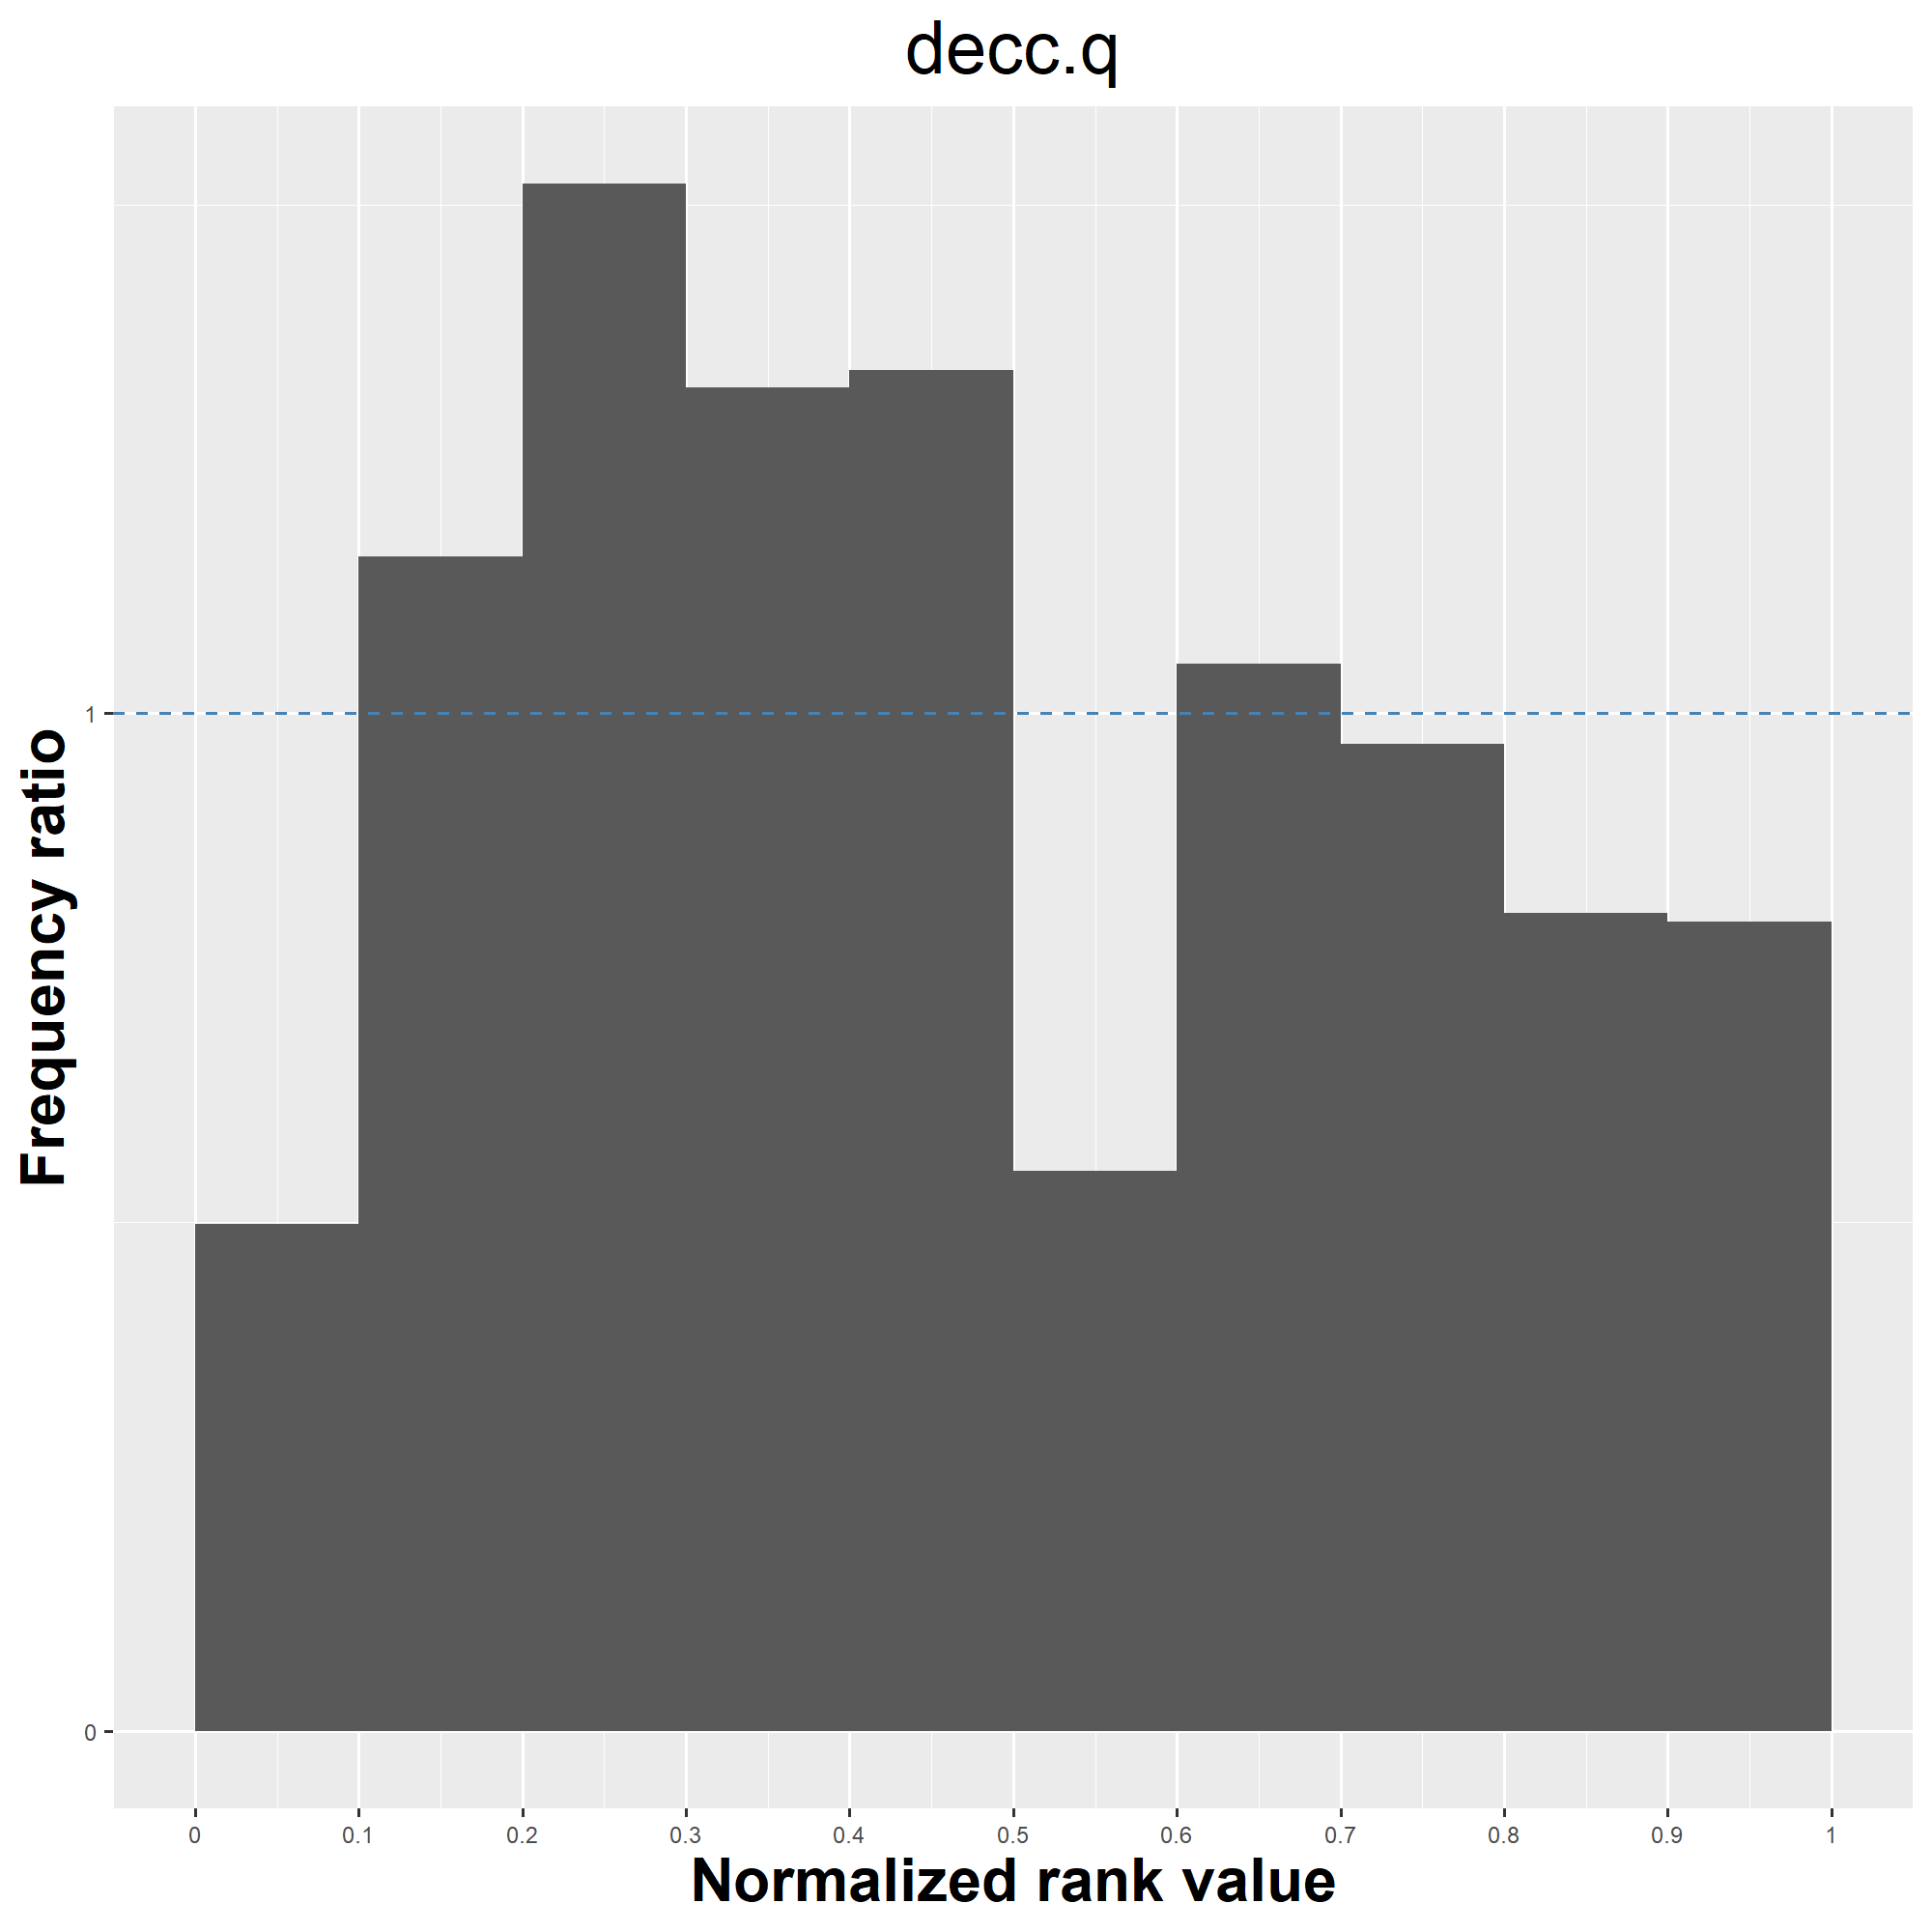 decc.q
Frequency ratio
1
0
0 0.1 0.2 0.3 0.4 0.5 0.6 0.7 0.8 0.9 1
Normalized rank value